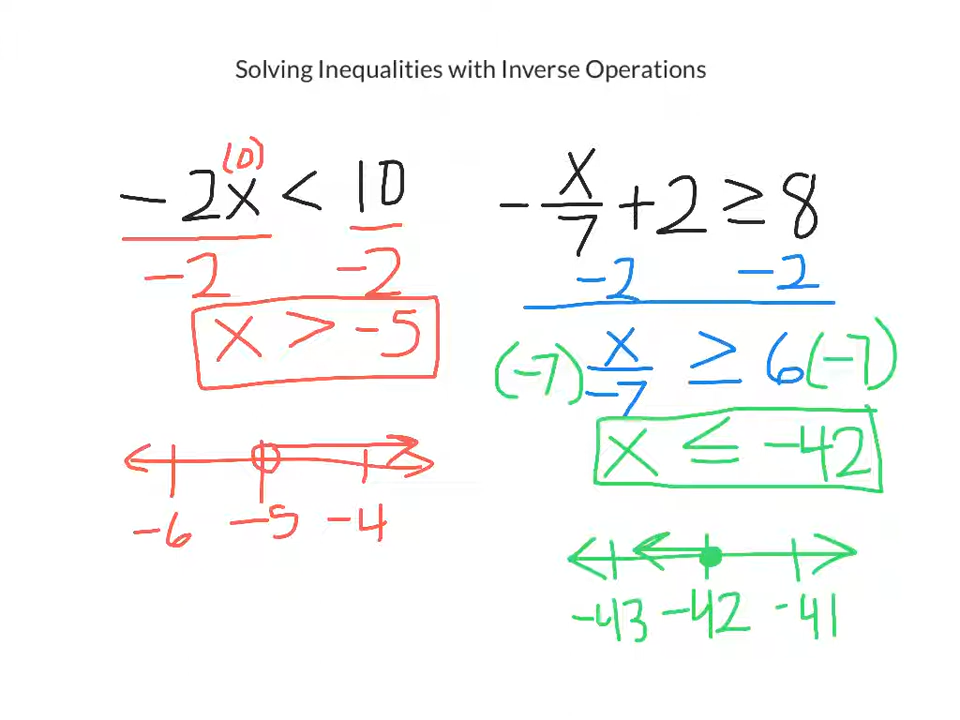 Solving Inequalities with Inverse Operations
(0)
-2x < 10
-2 -2
x > -5
-6 -5 -4
-x/7 + 2 ≥ 8
-2 -2
(-7) x/-7 ≥ 6 (-7)
x ≤ -42
-43 -42 -41